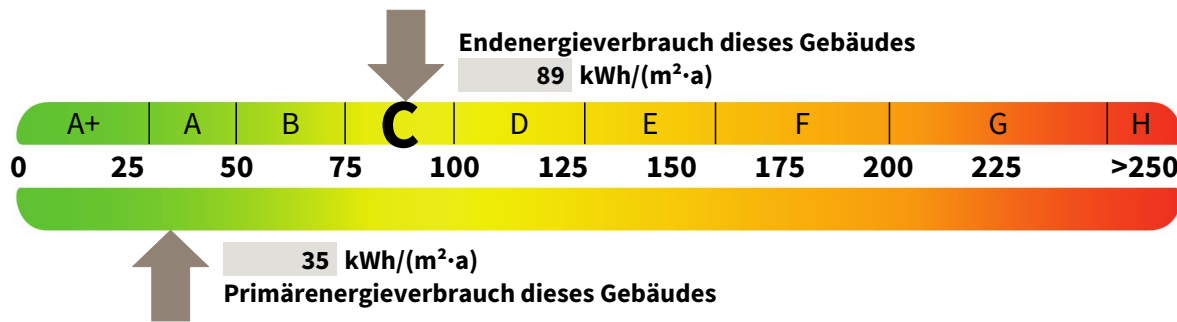 Endenergieverbrauch dieses Gebäudes
89 kWh/(m²·a)
A+ A B C D E F G H
0 25 50 75 100 125 150 175 200 225 >250
35 kWh/(m²·a)
Primärenergieverbrauch dieses Gebäudes